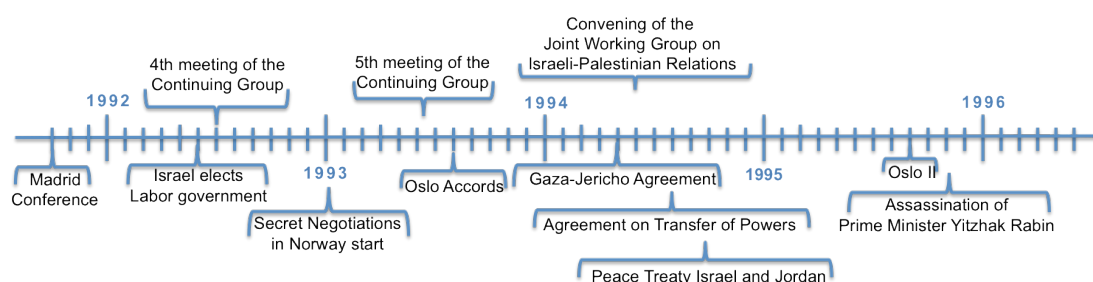 Convening of the
Joint Working Group on
Israeli-Palestinian Relations
4th meeting of the
Continuing Group
5th meeting of the
Continuing Group
1992
1994
1996
Madrid
Conference
Israel elects
Labor government
1993
Oslo Accords
Gaza-Jericho Agreement
1995
Oslo II
Secret Negotiations
in Norway start
Agreement on Transfer of Powers
Assassination of
Prime Minister Yitzhak Rabin
Peace Treaty Israel and Jordan